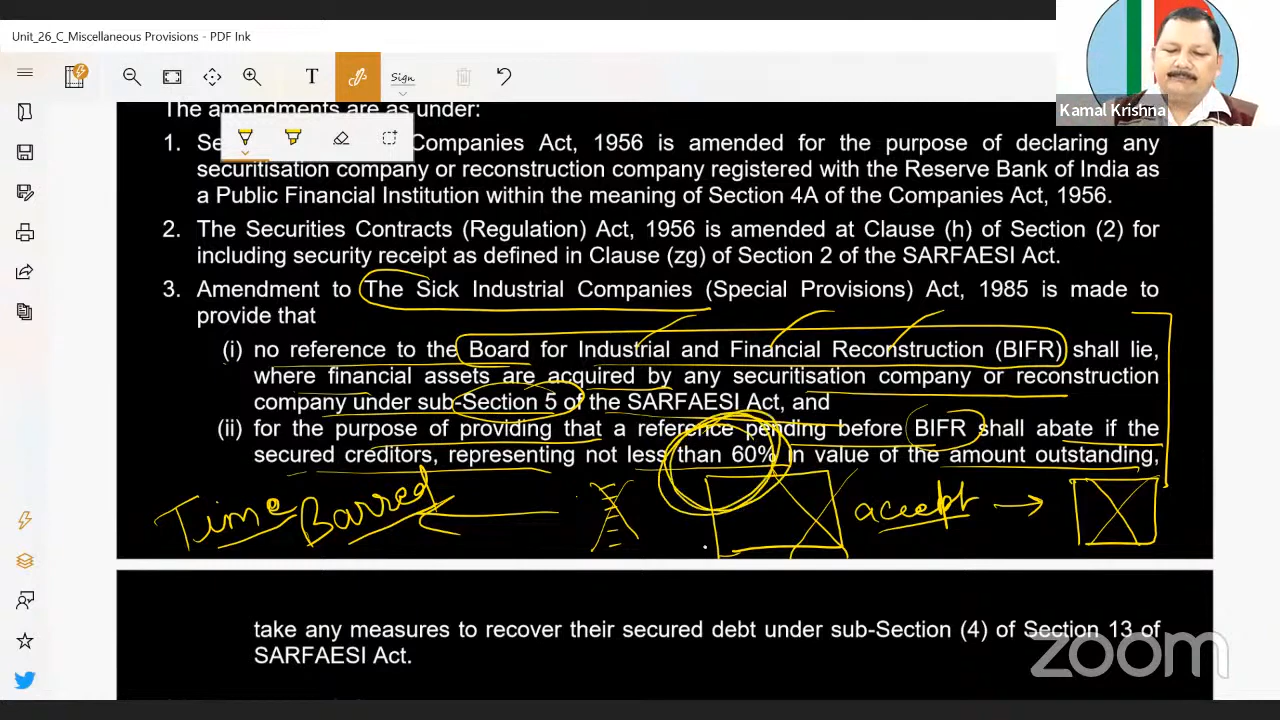 Unit_26_C_Miscellaneous Provisions - PDF Ink
T
Sign
Kamal Krishna
The amendments are as under:
1. Companies Act, 1956 is amended for the purpose of declaring any
securitisation company or reconstruction company registered with the Reserve Bank of India as
a Public Financial Institution within the meaning of Section 4A of the Companies Act, 1956.
2. The Securities Contracts (Regulation) Act, 1956 is amended at Clause (h) of Section (2) for
including security receipt as defined in Clause (zg) of Section 2 of the SARFAESI Act.
3. Amendment to The Sick Industrial Companies (Special Provisions) Act, 1985 is made to
provide that
(i) no reference to the Board for Industrial and Financial Reconstruction (BIFR) shall lie,
where financial assets are acquired by any securitisation company or reconstruction
company under sub-Section 5 of the SARFAESI Act, and
(ii) for the purpose of providing that a reference pending before BIFR shall abate if the
secured creditors, representing not less than 60% in value of the amount outstanding,
Time Barred accept
take any measures to recover their secured debt under sub-Section (4) of Section 13 of
SARFAESI Act.
zoom